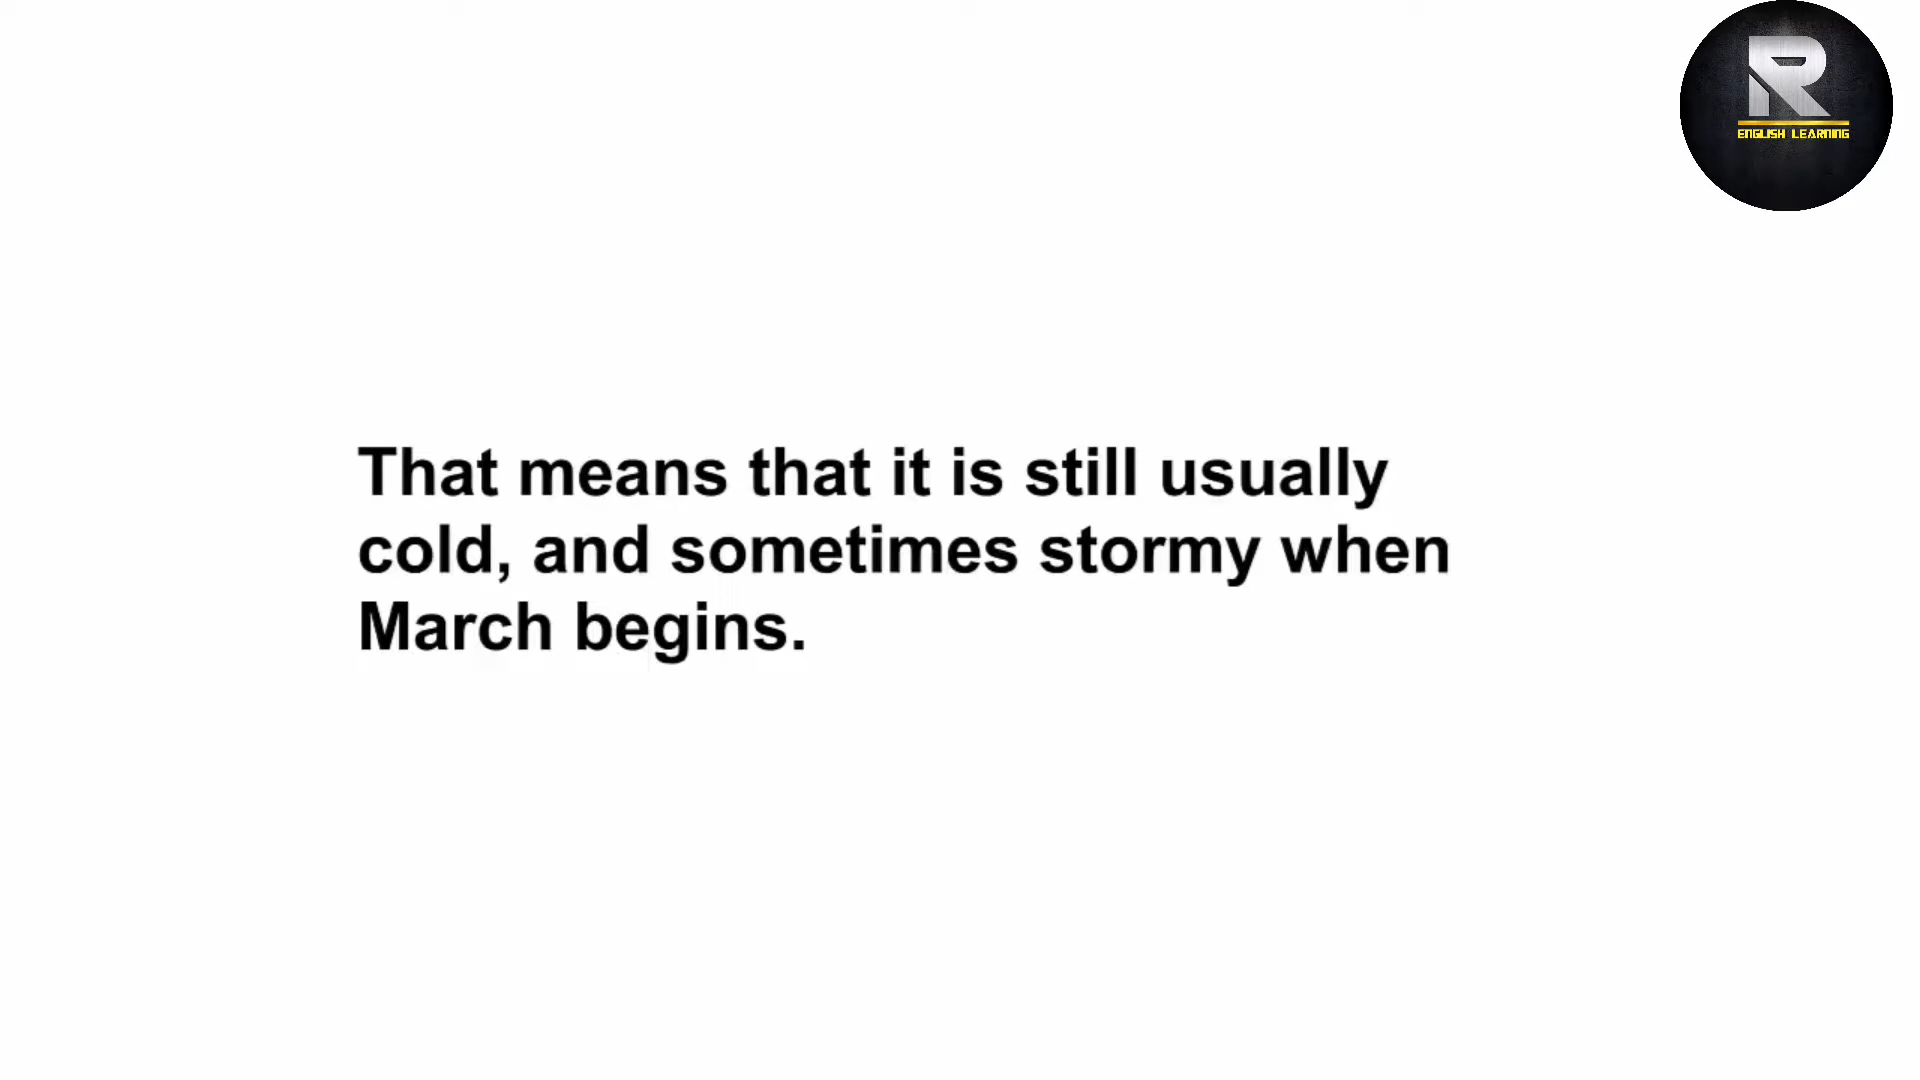 R
ENGLISH LEARNING
That means that it is still usually
cold, and sometimes stormy when
March begins.